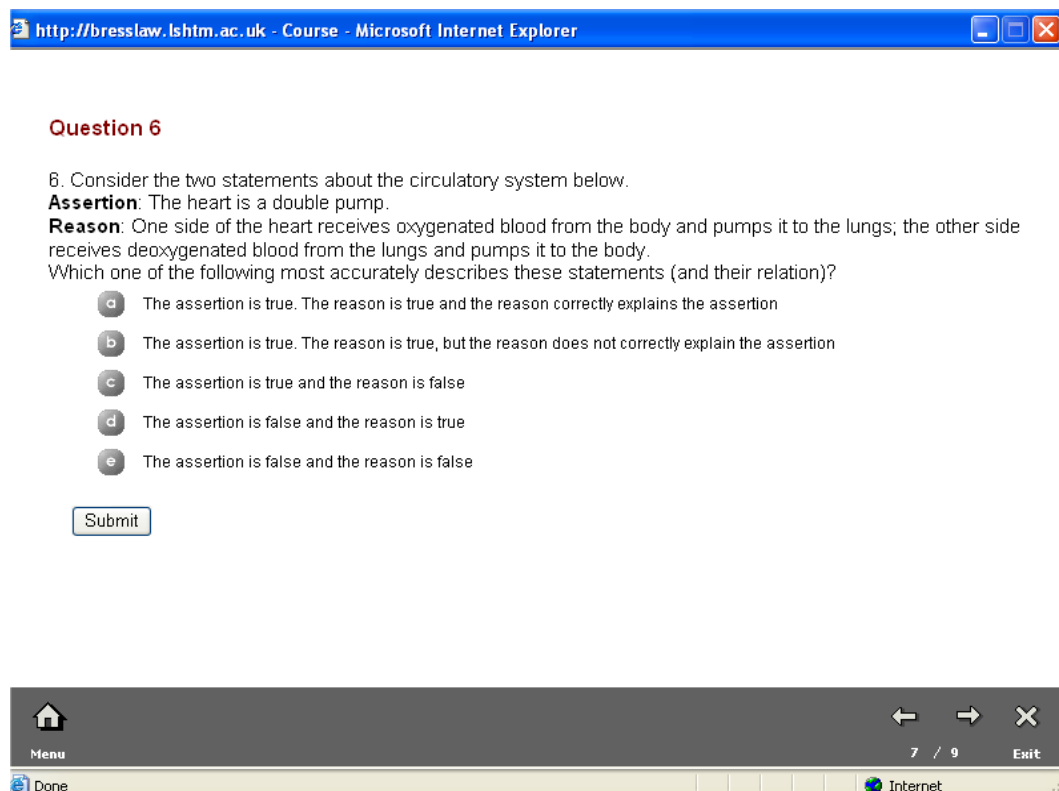 http://bresslaw.lshtm.ac.uk - Course - Microsoft Internet Explorer
Question 6
6. Consider the two statements about the circulatory system below.
Assertion: The heart is a double pump.
Reason: One side of the heart receives oxygenated blood from the body and pumps it to the lungs; the other side
receives deoxygenated blood from the lungs and pumps it to the body.
Which one of the following most accurately describes these statements (and their relation)?
a The assertion is true. The reason is true and the reason correctly explains the assertion
b The assertion is true. The reason is true, but the reason does not correctly explain the assertion
c The assertion is true and the reason is false
d The assertion is false and the reason is true
e The assertion is false and the reason is false
Submit
Menu 7 / 9 Exit
Done Internet